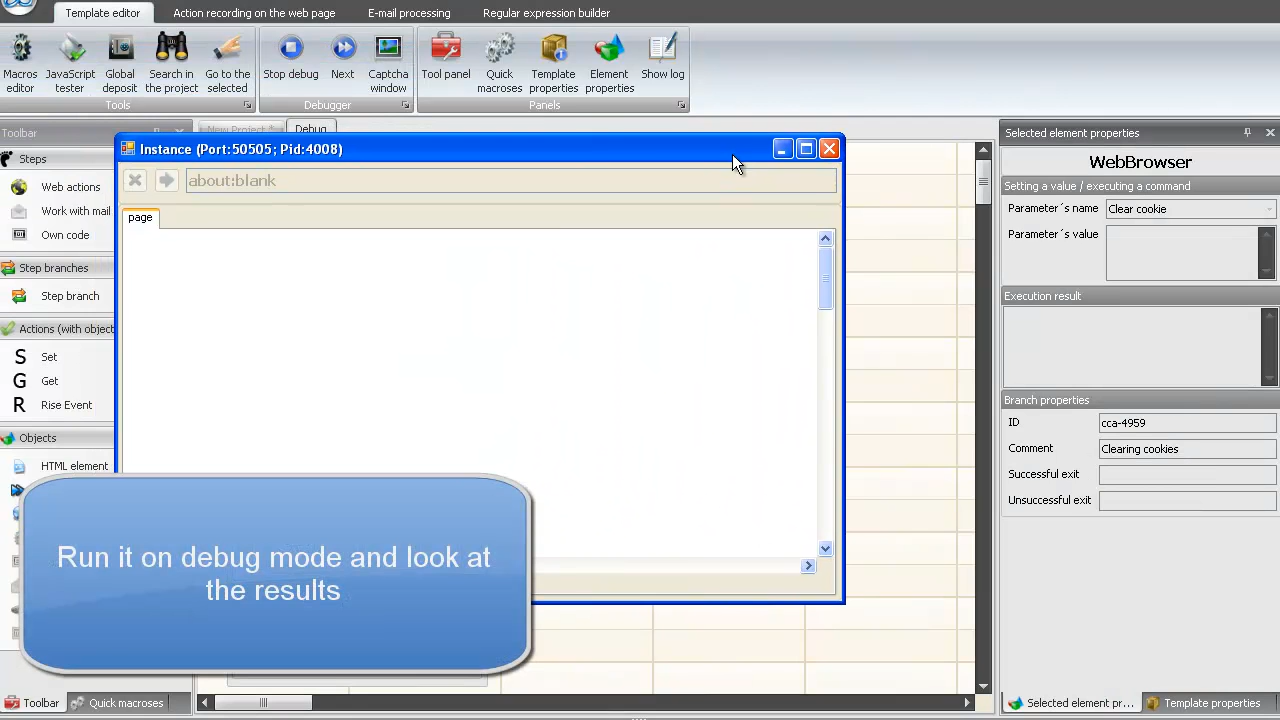 Template editor
Action recording on the web page
E-mail processing
Regular expression builder
Macros editor
JavaScript tester
Global deposit
Search in the project
Go to the selected
Stop debug
Next
Captcha window
Tool panel
Quick macroses
Template properties
Element properties
Show log
Tools
Debugger
Panels
Toolbar
New Project
Debug
Steps
Web actions
Work with mail
Own code
Step branches
Step branch
Actions (with object
S Set
G Get
R Rise Event
Objects
HTML element
Instance (Port:50505; Pid:4008)
about:blank
page
Run it on debug mode and look at
the results
Selected element properties
WebBrowser
Setting a value / executing a command
Parameter´s name Clear cookie
Parameter´s value
Execution result
Branch properties
ID cca-4959
Comment Clearing cookies
Successful exit
Unsuccessful exit
Toolbar
Quick macroses
Selected element pr...
Template properties